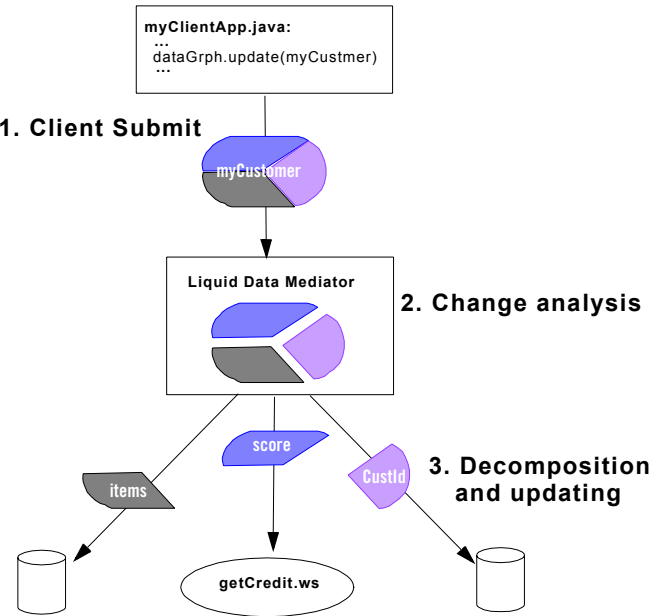 myClientApp.java:
...
dataGrph.update(myCustmer)
...
1. Client Submit
myCustomer
Liquid Data Mediator
2. Change analysis
score
items
CustId
3. Decomposition
and updating
getCredit.ws